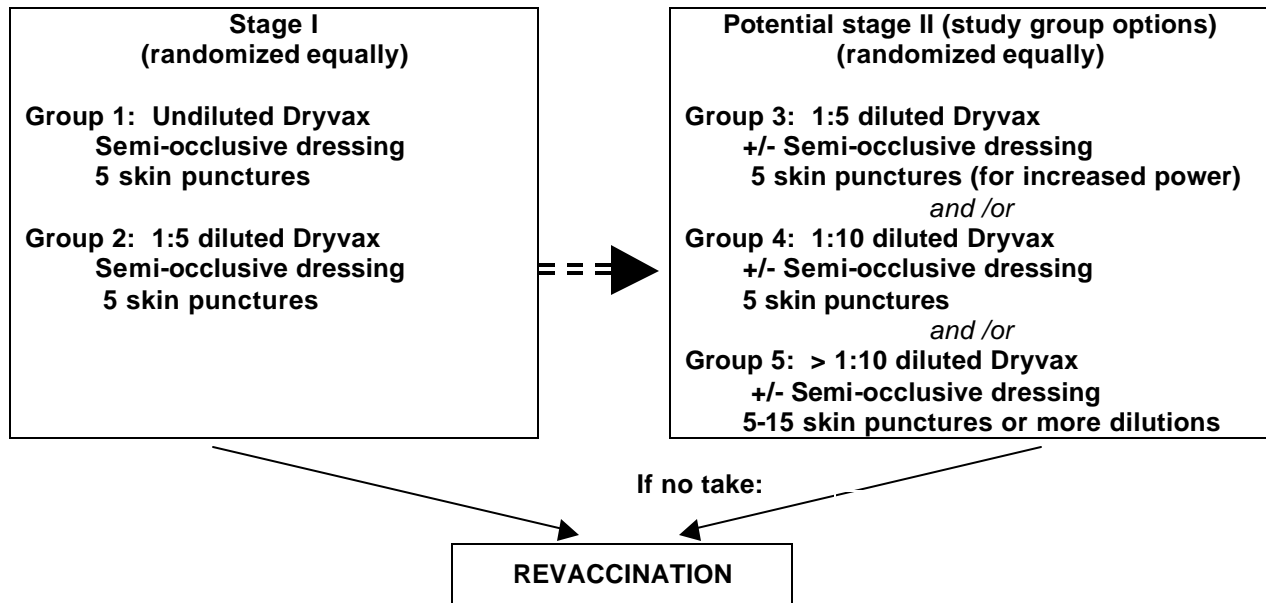 Stage I
(randomized equally)
Group 1: Undiluted Dryvax
Semi-occlusive dressing
5 skin punctures
Group 2: 1:5 diluted Dryvax
Semi-occlusive dressing
5 skin punctures
Potential stage II (study group options)
(randomized equally)
Group 3: 1:5 diluted Dryvax
+/- Semi-occlusive dressing
5 skin punctures (for increased power)
and /or
Group 4: 1:10 diluted Dryvax
+/- Semi-occlusive dressing
5 skin punctures
and /or
Group 5: > 1:10 diluted Dryvax
+/- Semi-occlusive dressing
5-15 skin punctures or more dilutions
If no take:
REVACCINATION